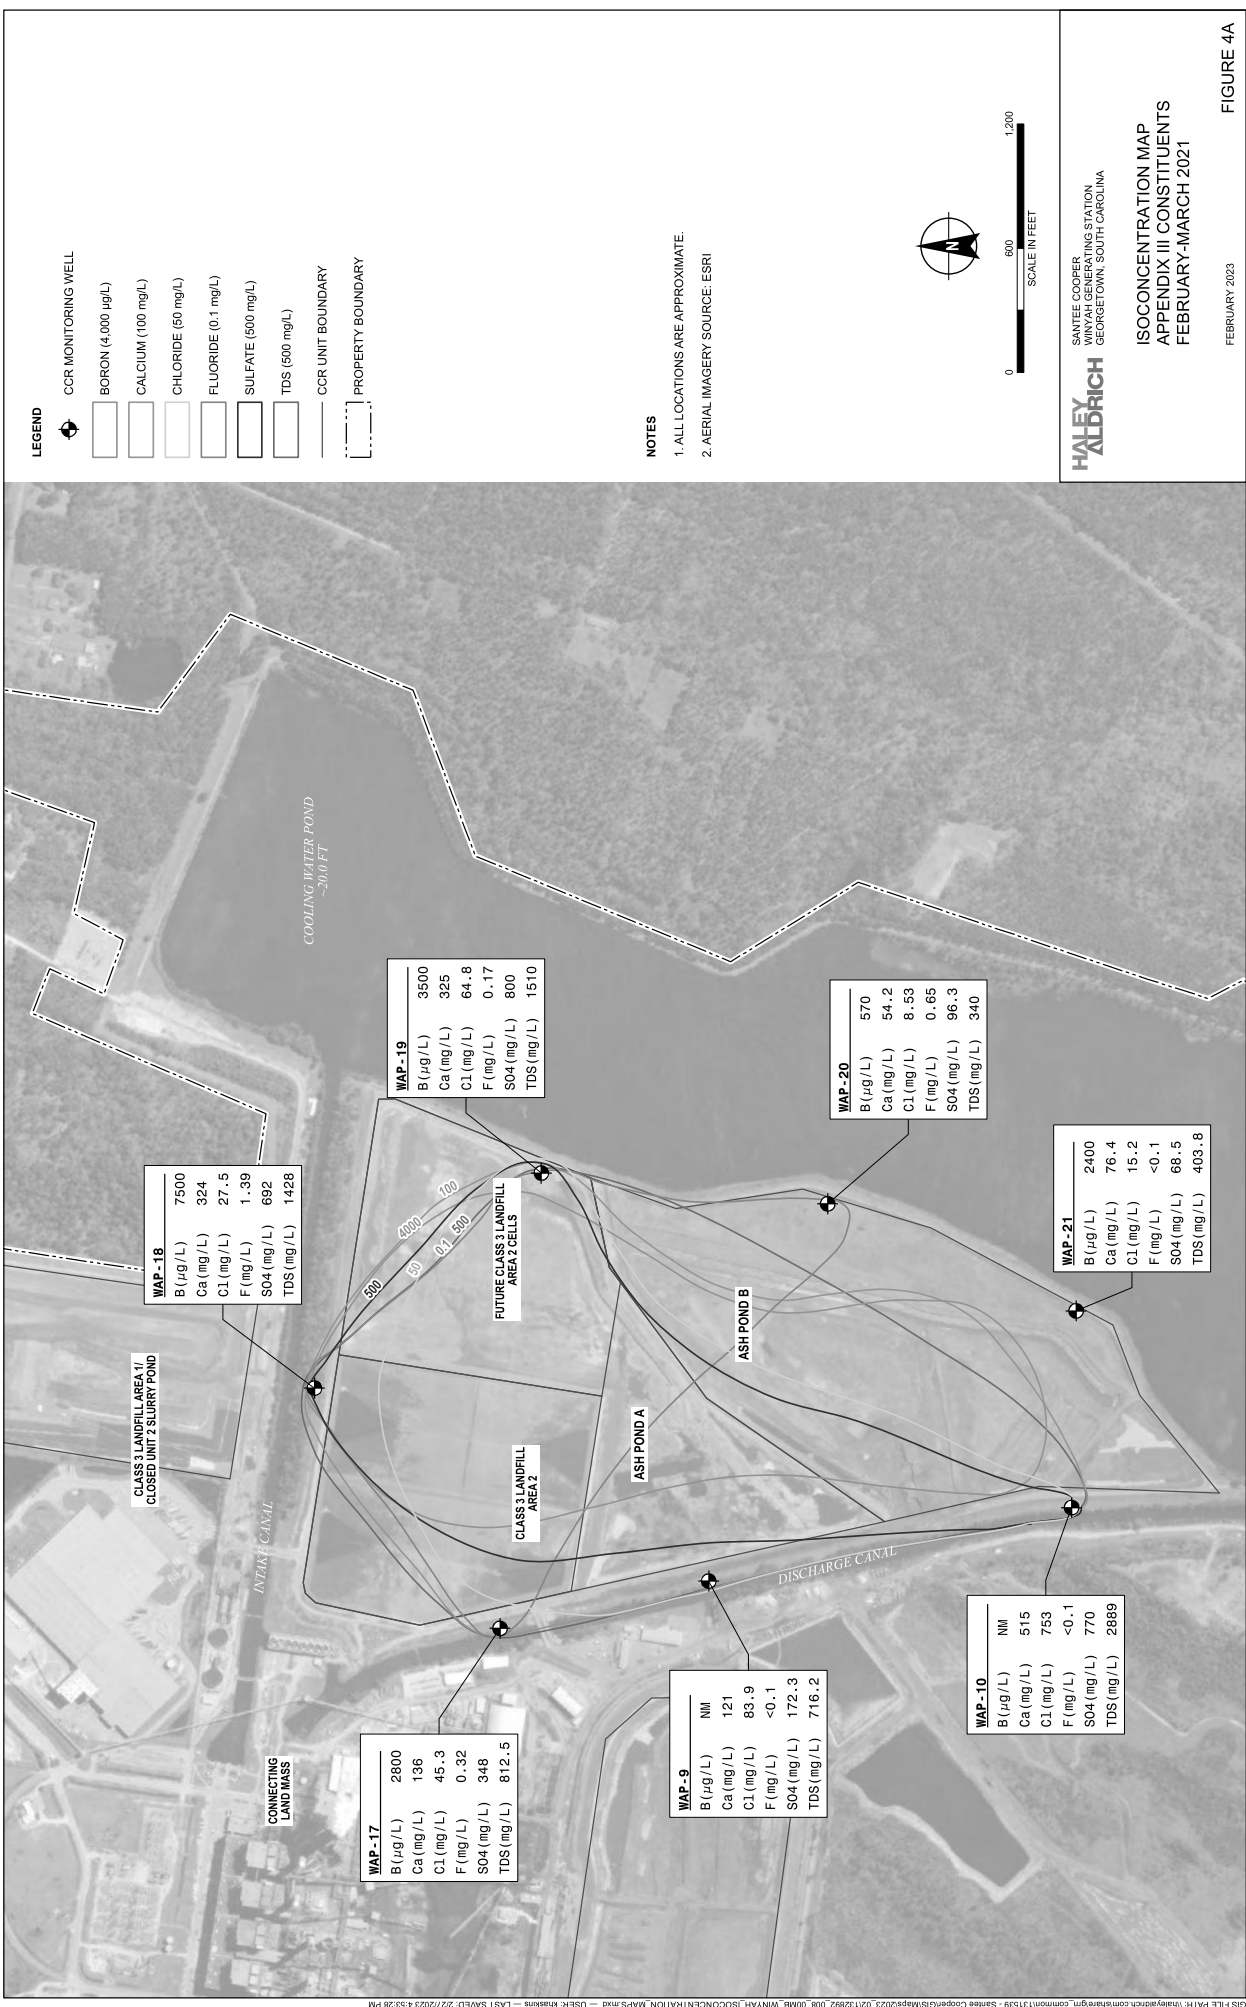 WAP-17
B(µg/L) 2800
Ca(mg/L) 136
Cl(mg/L) 45.3
F(mg/L) 0.32
SO4(mg/L) 348
TDS(mg/L) 812.5
CONNECTING
LAND MASS
INTAKE CANAL
CLASS 3 LANDFILL AREA 1/
CLOSED UNIT 2 SLURRY POND
WAP-18
B(µg/L) 7500
Ca(mg/L) 324
Cl(mg/L) 27.5
F(mg/L) 1.39
SO4(mg/L) 692
TDS(mg/L) 1428
WAP-19
B(µg/L) 3500
Ca(mg/L) 325
Cl(mg/L) 64.8
F(mg/L) 0.17
SO4(mg/L) 800
TDS(mg/L) 1510
COOLING WATER POND
~20.0 FT
500
4000
100
50
0.1
500
FUTURE CLASS 3 LANDFILL
AREA 2 CELLS
CLASS 3 LANDFILL
AREA 2
ASH POND A
ASH POND B
WAP-9
B(µg/L) NM
Ca(mg/L) 121
Cl(mg/L) 83.9
F(mg/L) <0.1
SO4(mg/L) 172.3
TDS(mg/L) 716.2
DISCHARGE CANAL
WAP-20
B(µg/L) 570
Ca(mg/L) 54.2
Cl(mg/L) 8.53
F(mg/L) 0.65
SO4(mg/L) 96.3
TDS(mg/L) 340
WAP-10
B(µg/L) NM
Ca(mg/L) 515
Cl(mg/L) 753
F(mg/L) <0.1
SO4(mg/L) 770
TDS(mg/L) 2889
WAP-21
B(µg/L) 2400
Ca(mg/L) 76.4
Cl(mg/L) 15.2
F(mg/L) <0.1
SO4(mg/L) 68.5
TDS(mg/L) 403.8
LEGEND
CCR MONITORING WELL
BORON (4,000 µg/L)
CALCIUM (100 mg/L)
CHLORIDE (50 mg/L)
FLUORIDE (0.1 mg/L)
SULFATE (500 mg/L)
TDS (500 mg/L)
CCR UNIT BOUNDARY
PROPERTY BOUNDARY
NOTES
1. ALL LOCATIONS ARE APPROXIMATE.
2. AERIAL IMAGERY SOURCE: ESRI
N
0 600 1,200
SCALE IN FEET
HALEY
ALDRICH
SANTEE COOPER
WINYAH GENERATING STATION
GEORGETOWN, SOUTH CAROLINA
ISOCONCENTRATION MAP
APPENDIX III CONSTITUENTS
FEBRUARY-MARCH 2021
FEBRUARY 2023
FIGURE 4A